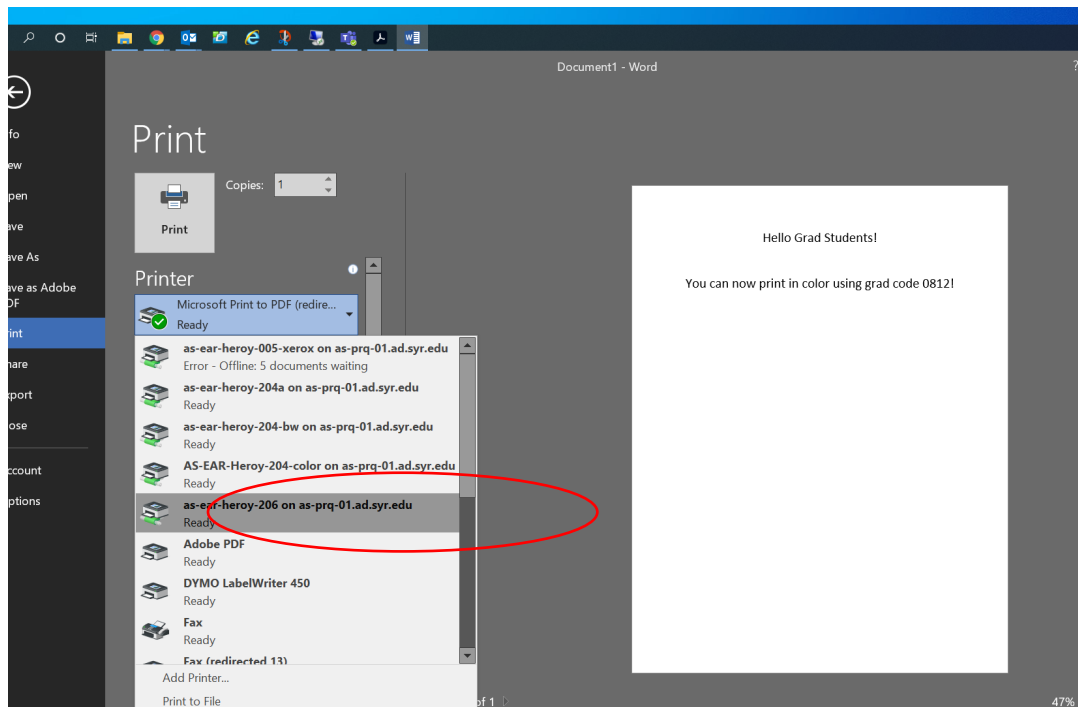 Document1 - Word
?
fo
ew
pen
ave
ave As
ave as Adobe
DF
int
hare
xport
ose
ccount
ptions
Print
Copies: 1
Print
Printer
Microsoft Print to PDF (redire...
Ready
as-ear-heroy-005-xerox on as-prq-01.ad.syr.edu
Error - Offline: 5 documents waiting
as-ear-heroy-204a on as-prq-01.ad.syr.edu
Ready
as-ear-heroy-204-bw on as-prq-01.ad.syr.edu
Ready
AS-EAR-Heroy-204-color on as-prq-01.ad.syr.edu
Ready
as-ear-heroy-206 on as-prq-01.ad.syr.edu
Ready
Adobe PDF
Ready
DYMO LabelWriter 450
Ready
Fax
Ready
Fax (redirected 13)
Add Printer...
Print to File
Hello Grad Students!
You can now print in color using grad code 0812!
of 1
47%